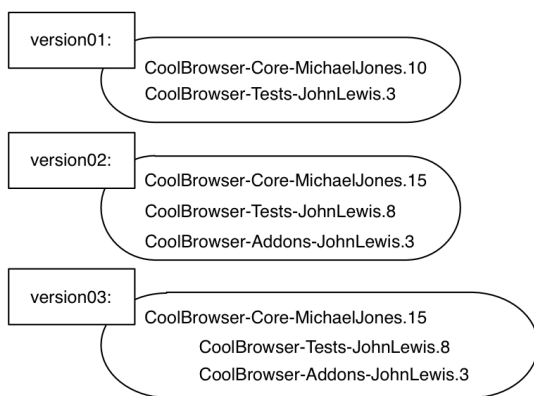 version01:
CoolBrowser-Core-MichaelJones.10
CoolBrowser-Tests-JohnLewis.3
version02:
CoolBrowser-Core-MichaelJones.15
CoolBrowser-Tests-JohnLewis.8
CoolBrowser-Addons-JohnLewis.3
version03:
CoolBrowser-Core-MichaelJones.15
CoolBrowser-Tests-JohnLewis.8
CoolBrowser-Addons-JohnLewis.3